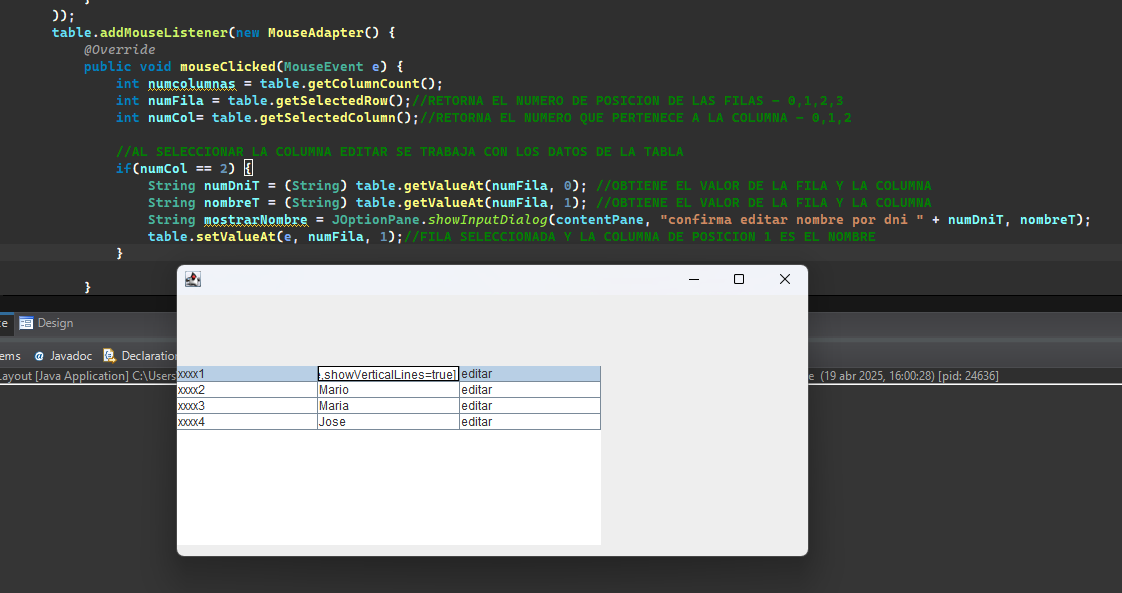 ));
table.addMouseListener(new MouseAdapter() {
@Override
public void mouseClicked(MouseEvent e) {
int numcolumnas = table.getColumnCount();
int numFila = table.getSelectedRow();//RETORNA EL NUMERO DE POSICION DE LAS FILAS - 0,1,2,3
int numCol= table.getSelectedColumn();//RETORNA EL NUMERO QUE PERTENECE A LA COLUMNA - 0,1,2
//AL SELECCIONAR LA COLUMNA EDITAR SE TRABAJA CON LOS DATOS DE LA TABLA
if(numCol == 2) {
String numDniT = (String) table.getValueAt(numFila, 0); //OBTIENE EL VALOR DE LA FILA Y LA COLUMNA
String nombreT = (String) table.getValueAt(numFila, 1); //OBTIENE EL VALOR DE LA FILA Y LA COLUMNA
String mostrarNombre = JOptionPane.showInputDialog(contentPane, "confirma editar nombre por dni " + numDniT, nombreT);
table.setValueAt(e, numFila, 1);//FILA SELECCIONADA Y LA COLUMNA DE POSICION 1 ES EL NOMBRE
}
}
Design
ems @ Javadoc Declaration
ayout [Java Application] C:\Users (19 abr 2025, 16:00:28) [pid: 24636]
xxxx1 ,showVerticalLines=true] editar
xxxx2 Mario editar
xxxx3 Maria editar
xxxx4 Jose editar